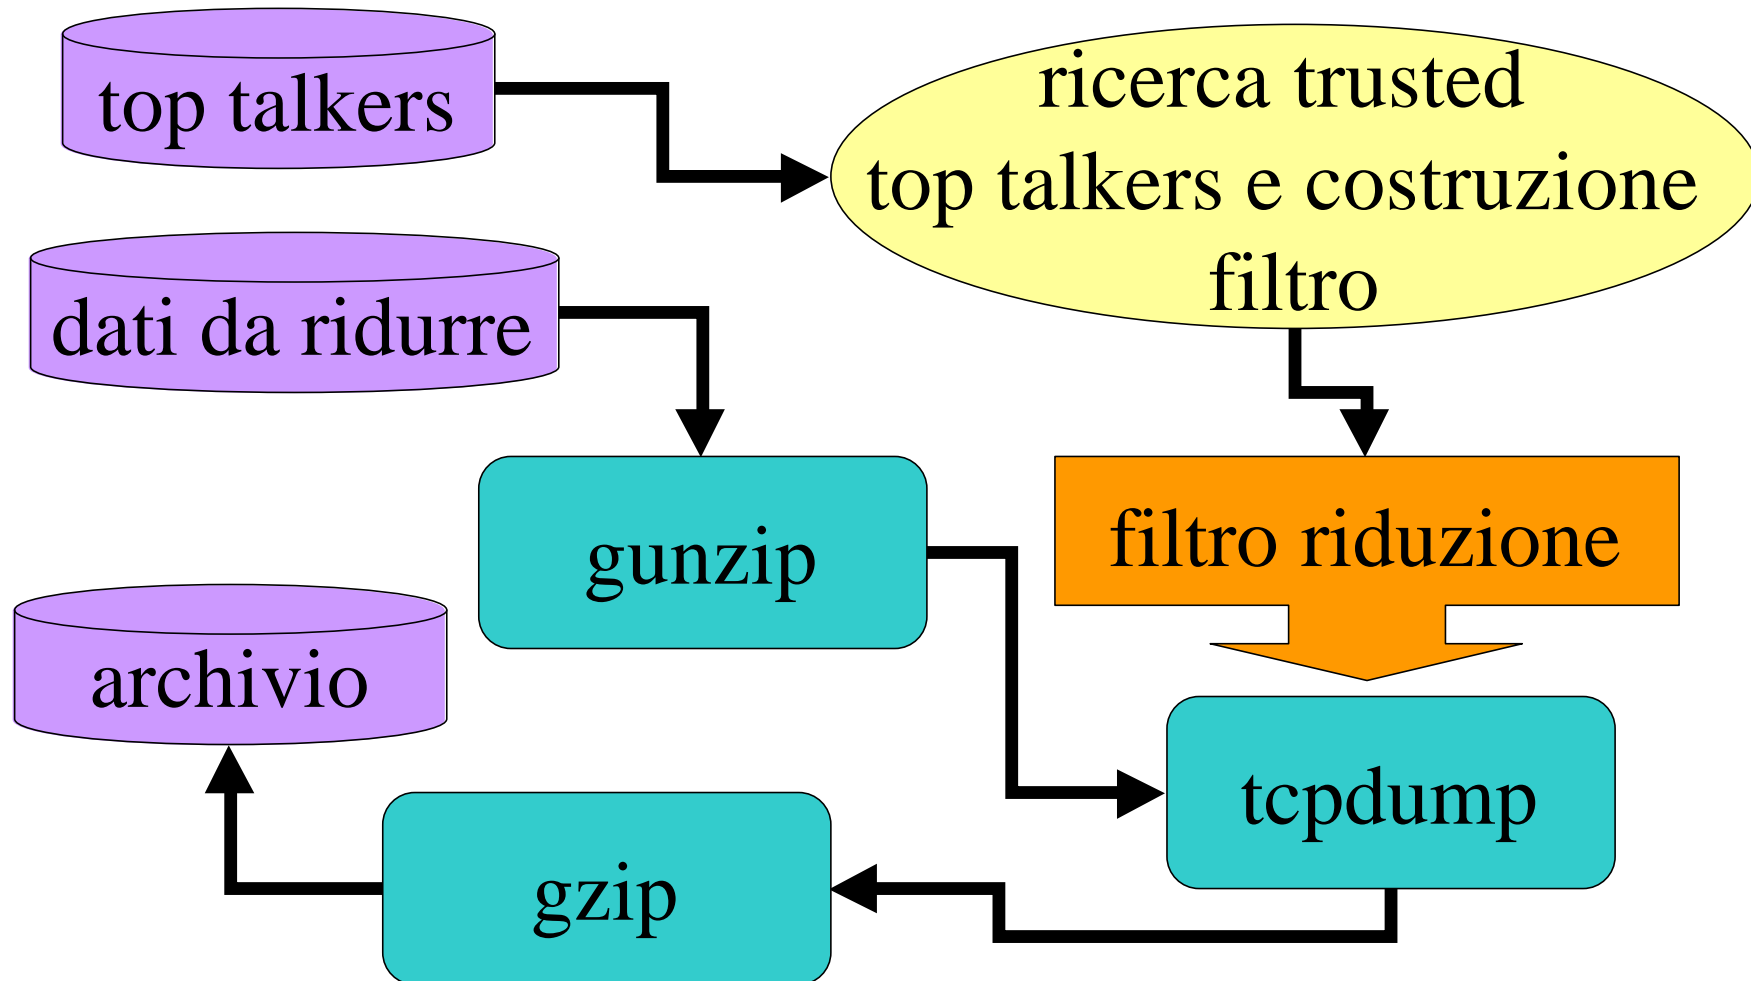 top talkers
ricerca trusted
top talkers e costruzione
filtro
dati da ridurre
gunzip
filtro riduzione
archivio
tcpdump
gzip